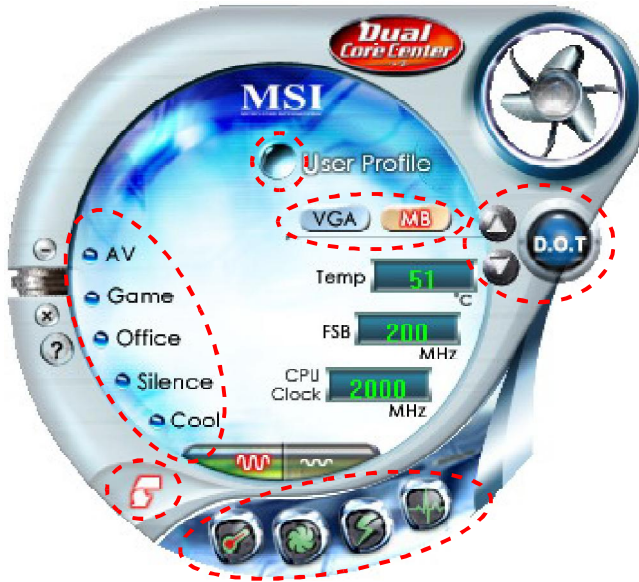 Dual
Core Center
MSI
User Profile
VGA MB
D.O.T
AV
Temp 51
°C
Game
FSB 200
MHz
Office
CPU
Clock 2000
MHz
Silence
Cool
?